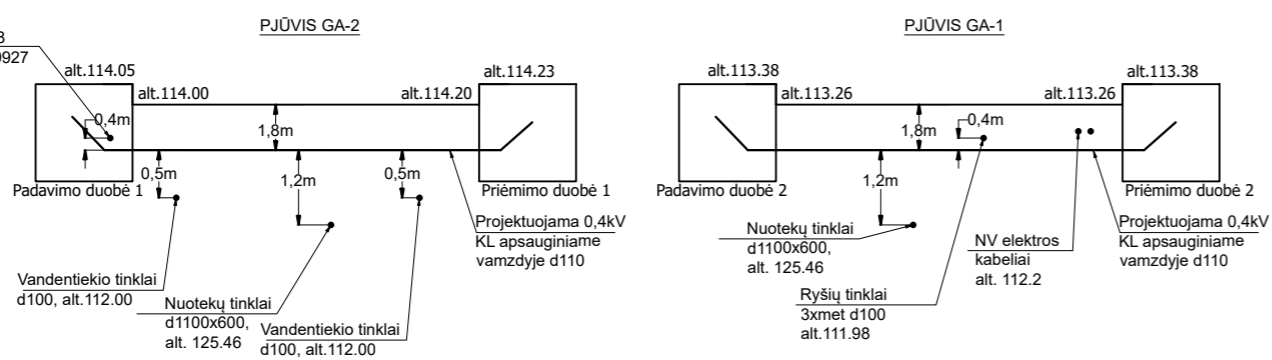 PJŪVIS GA-2
3
0927
alt.114.05
alt.114.23
alt.114.00
alt.114.20
0,4m
1,8m
0,5m
1,2m
0,5m
Padavimo duobė 1
Priėmimo duobė 1
Projektuojama 0,4kV
KL apsauginiame
vamzdyje d110
Vandentiekio tinklai
d100, alt.112.00
Nuotekų tinklai
d1100x600,
alt. 125.46
Vandentiekio tinklai
d100, alt.112.00
PJŪVIS GA-1
alt.113.38
alt.113.38
alt.113.26
alt.113.26
1,8m
0,4m
1,2m
Padavimo duobė 2
Priėmimo duobė 2
Nuotekų tinklai
d1100x600,
alt. 125.46
Ryšių tinklai
3xmet d100
alt.111.98
NV elektros
kabeliai
alt. 112.2
Projektuojama 0,4kV
KL apsauginiame
vamzdyje d110